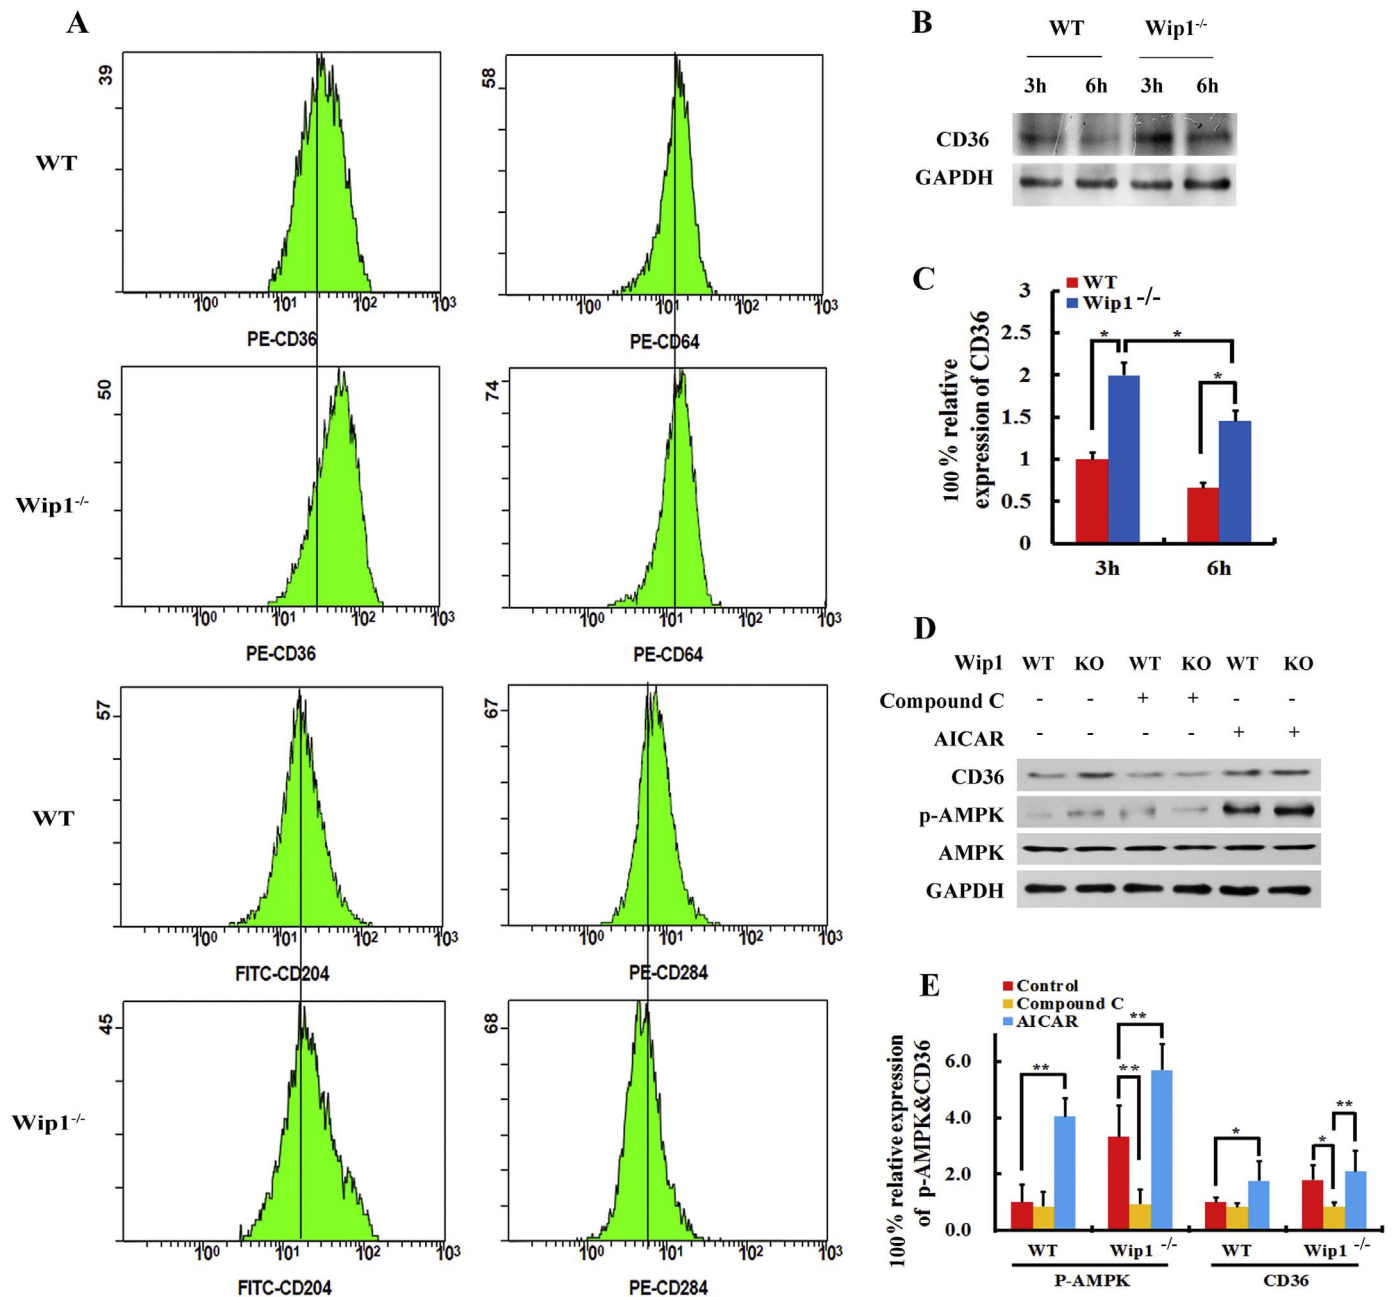 A
39
WT
10⁰ 10¹ 10² 10³
PE-CD36
58
10⁰ 10¹ 10² 10³
PE-CD64
50
Wip1⁻/⁻
10⁰ 10¹ 10² 10³
PE-CD36
74
10⁰ 10¹ 10² 10³
PE-CD64
57
WT
10⁰ 10¹ 10² 10³
FITC-CD204
67
10⁰ 10¹ 10² 10³
PE-CD284
45
Wip1⁻/⁻
10⁰ 10¹ 10² 10³
FITC-CD204
68
10⁰ 10¹ 10² 10³
PE-CD284
B
WT Wip1⁻/⁻
3h 6h 3h 6h
CD36
GAPDH
C
WT
Wip1⁻/⁻
100 % relative
expression of CD36
3
2.5
2
1.5
1
0.5
0
* * *
3h 6h
D
Wip1 WT KO WT KO WT KO
Compound C - - + + - -
AICAR - - - - + +
CD36
p-AMPK
AMPK
GAPDH
E
Control
Compound C
AICAR
100 % relative expression
of p-AMPK&CD36
6.0
4.0
2.0
0.0
** ** ** * * **
WT Wip1 -/- WT Wip1 -/-
P-AMPK CD36